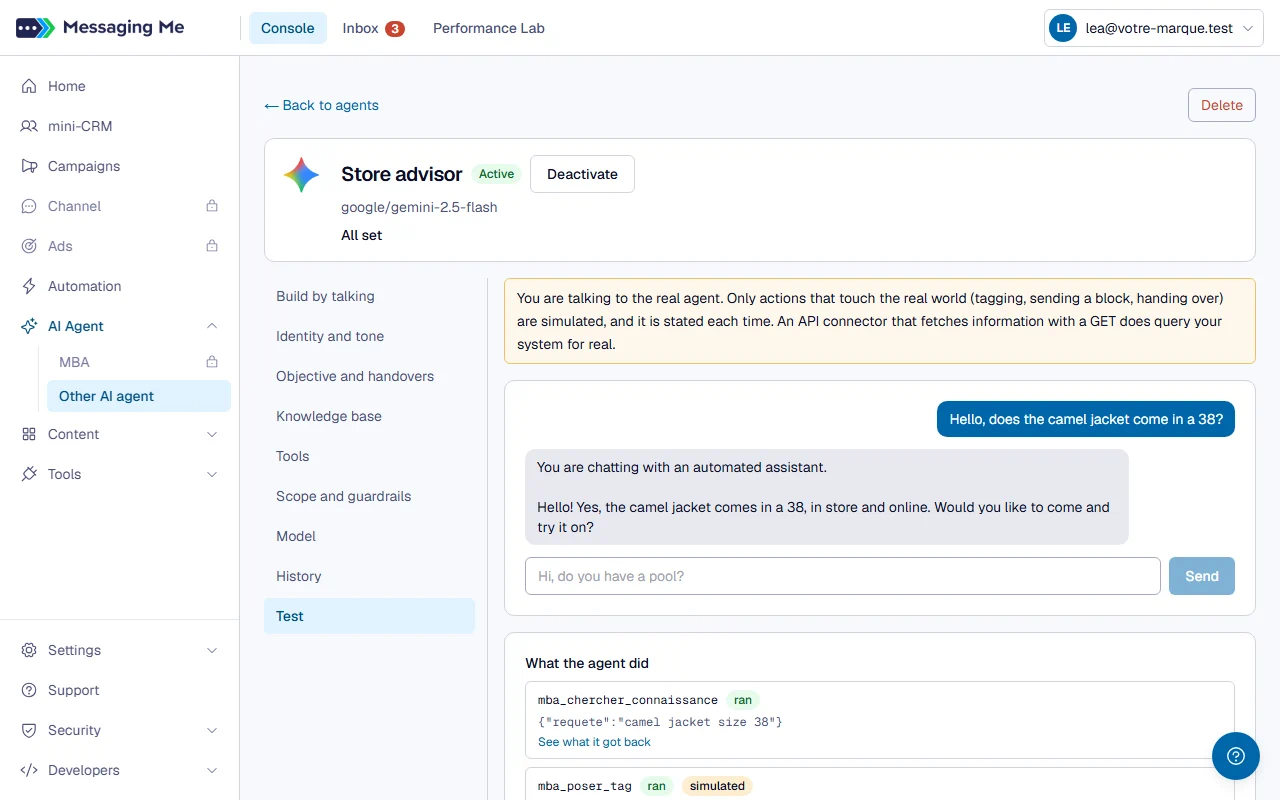 Messaging Me
Console
Inbox 3
Performance Lab
LE lea@votre-marque.test
Home
mini-CRM
Campaigns
Channel
Ads
Automation
AI Agent
MBA
Other AI agent
Content
Tools
Settings
Support
Security
Developers
← Back to agents
Delete
Store advisor Active Deactivate
google/gemini-2.5-flash
All set
Build by talking
Identity and tone
Objective and handovers
Knowledge base
Tools
Scope and guardrails
Model
History
Test
You are talking to the real agent. Only actions that touch the real world (tagging, sending a block, handing over)
are simulated, and it is stated each time. An API connector that fetches information with a GET does query your
system for real.
Hello, does the camel jacket come in a 38?
You are chatting with an automated assistant.
Hello! Yes, the camel jacket comes in a 38, in store and online. Would you like to come and
try it on?
Hi, do you have a pool?
Send
What the agent did
mba_chercher_connaissance ran
{"requete":"camel jacket size 38"}
See what it got back
mba_poser_tag ran simulated